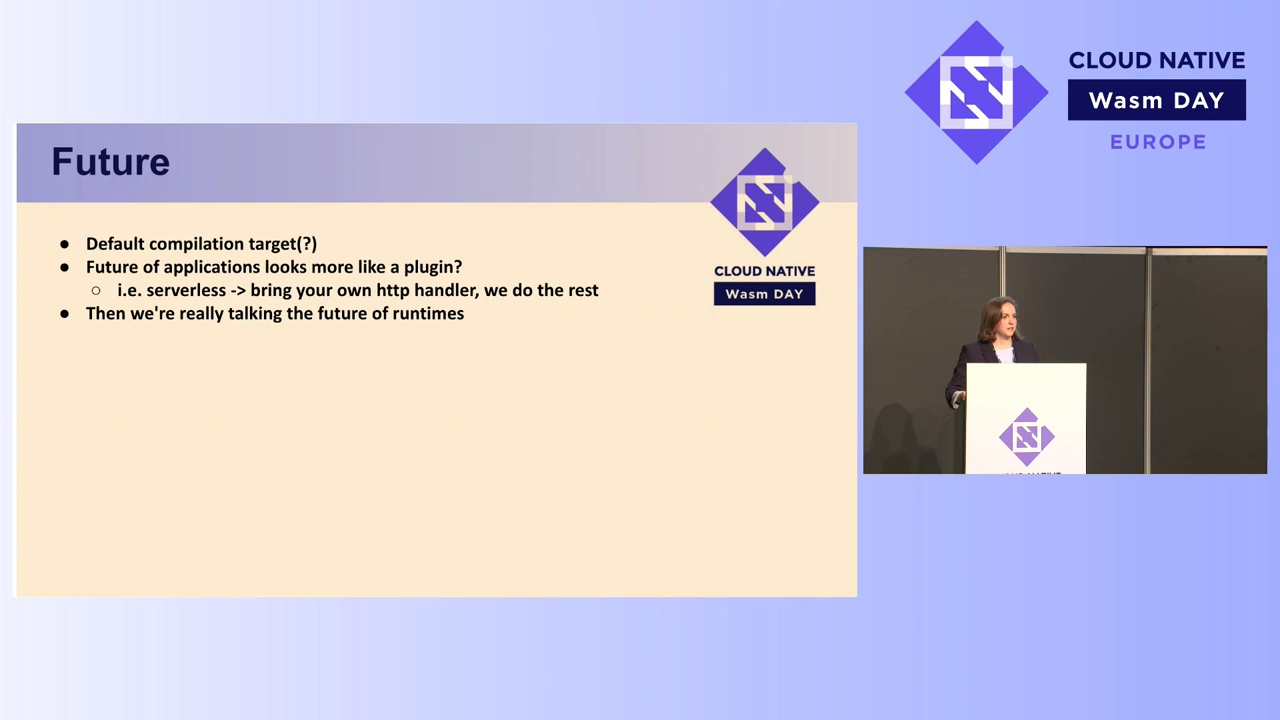 CLOUD NATIVE
Wasm DAY
EUROPE
Future
● Default compilation target(?)
● Future of applications looks more like a plugin?
○ i.e. serverless -> bring your own http handler, we do the rest
● Then we're really talking the future of runtimes
CLOUD NATIVE
Wasm DAY